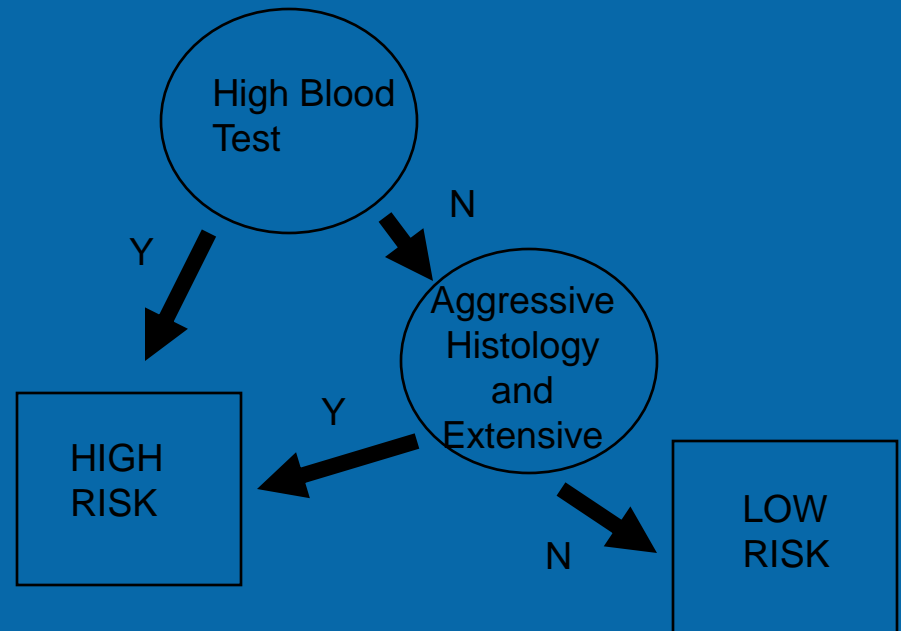 High Blood
Test
N
Y
Aggressive
Histology
and
Extensive
Y
HIGH
RISK
LOW
RISK
N